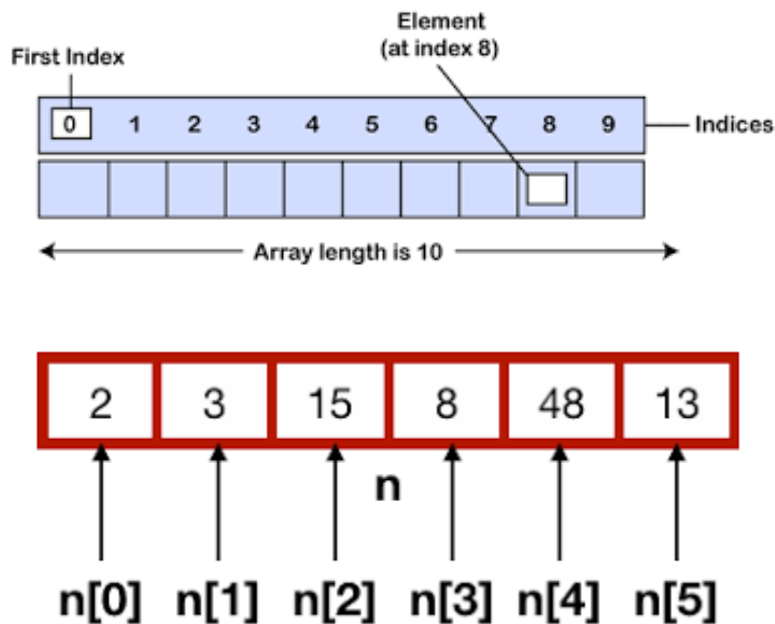 Element
(at index 8)
First Index
0 1 2 3 4 5 6 7 8 9
Indices
Array length is 10
2 3 15 8 48 13
n
n[0] n[1] n[2] n[3] n[4] n[5]